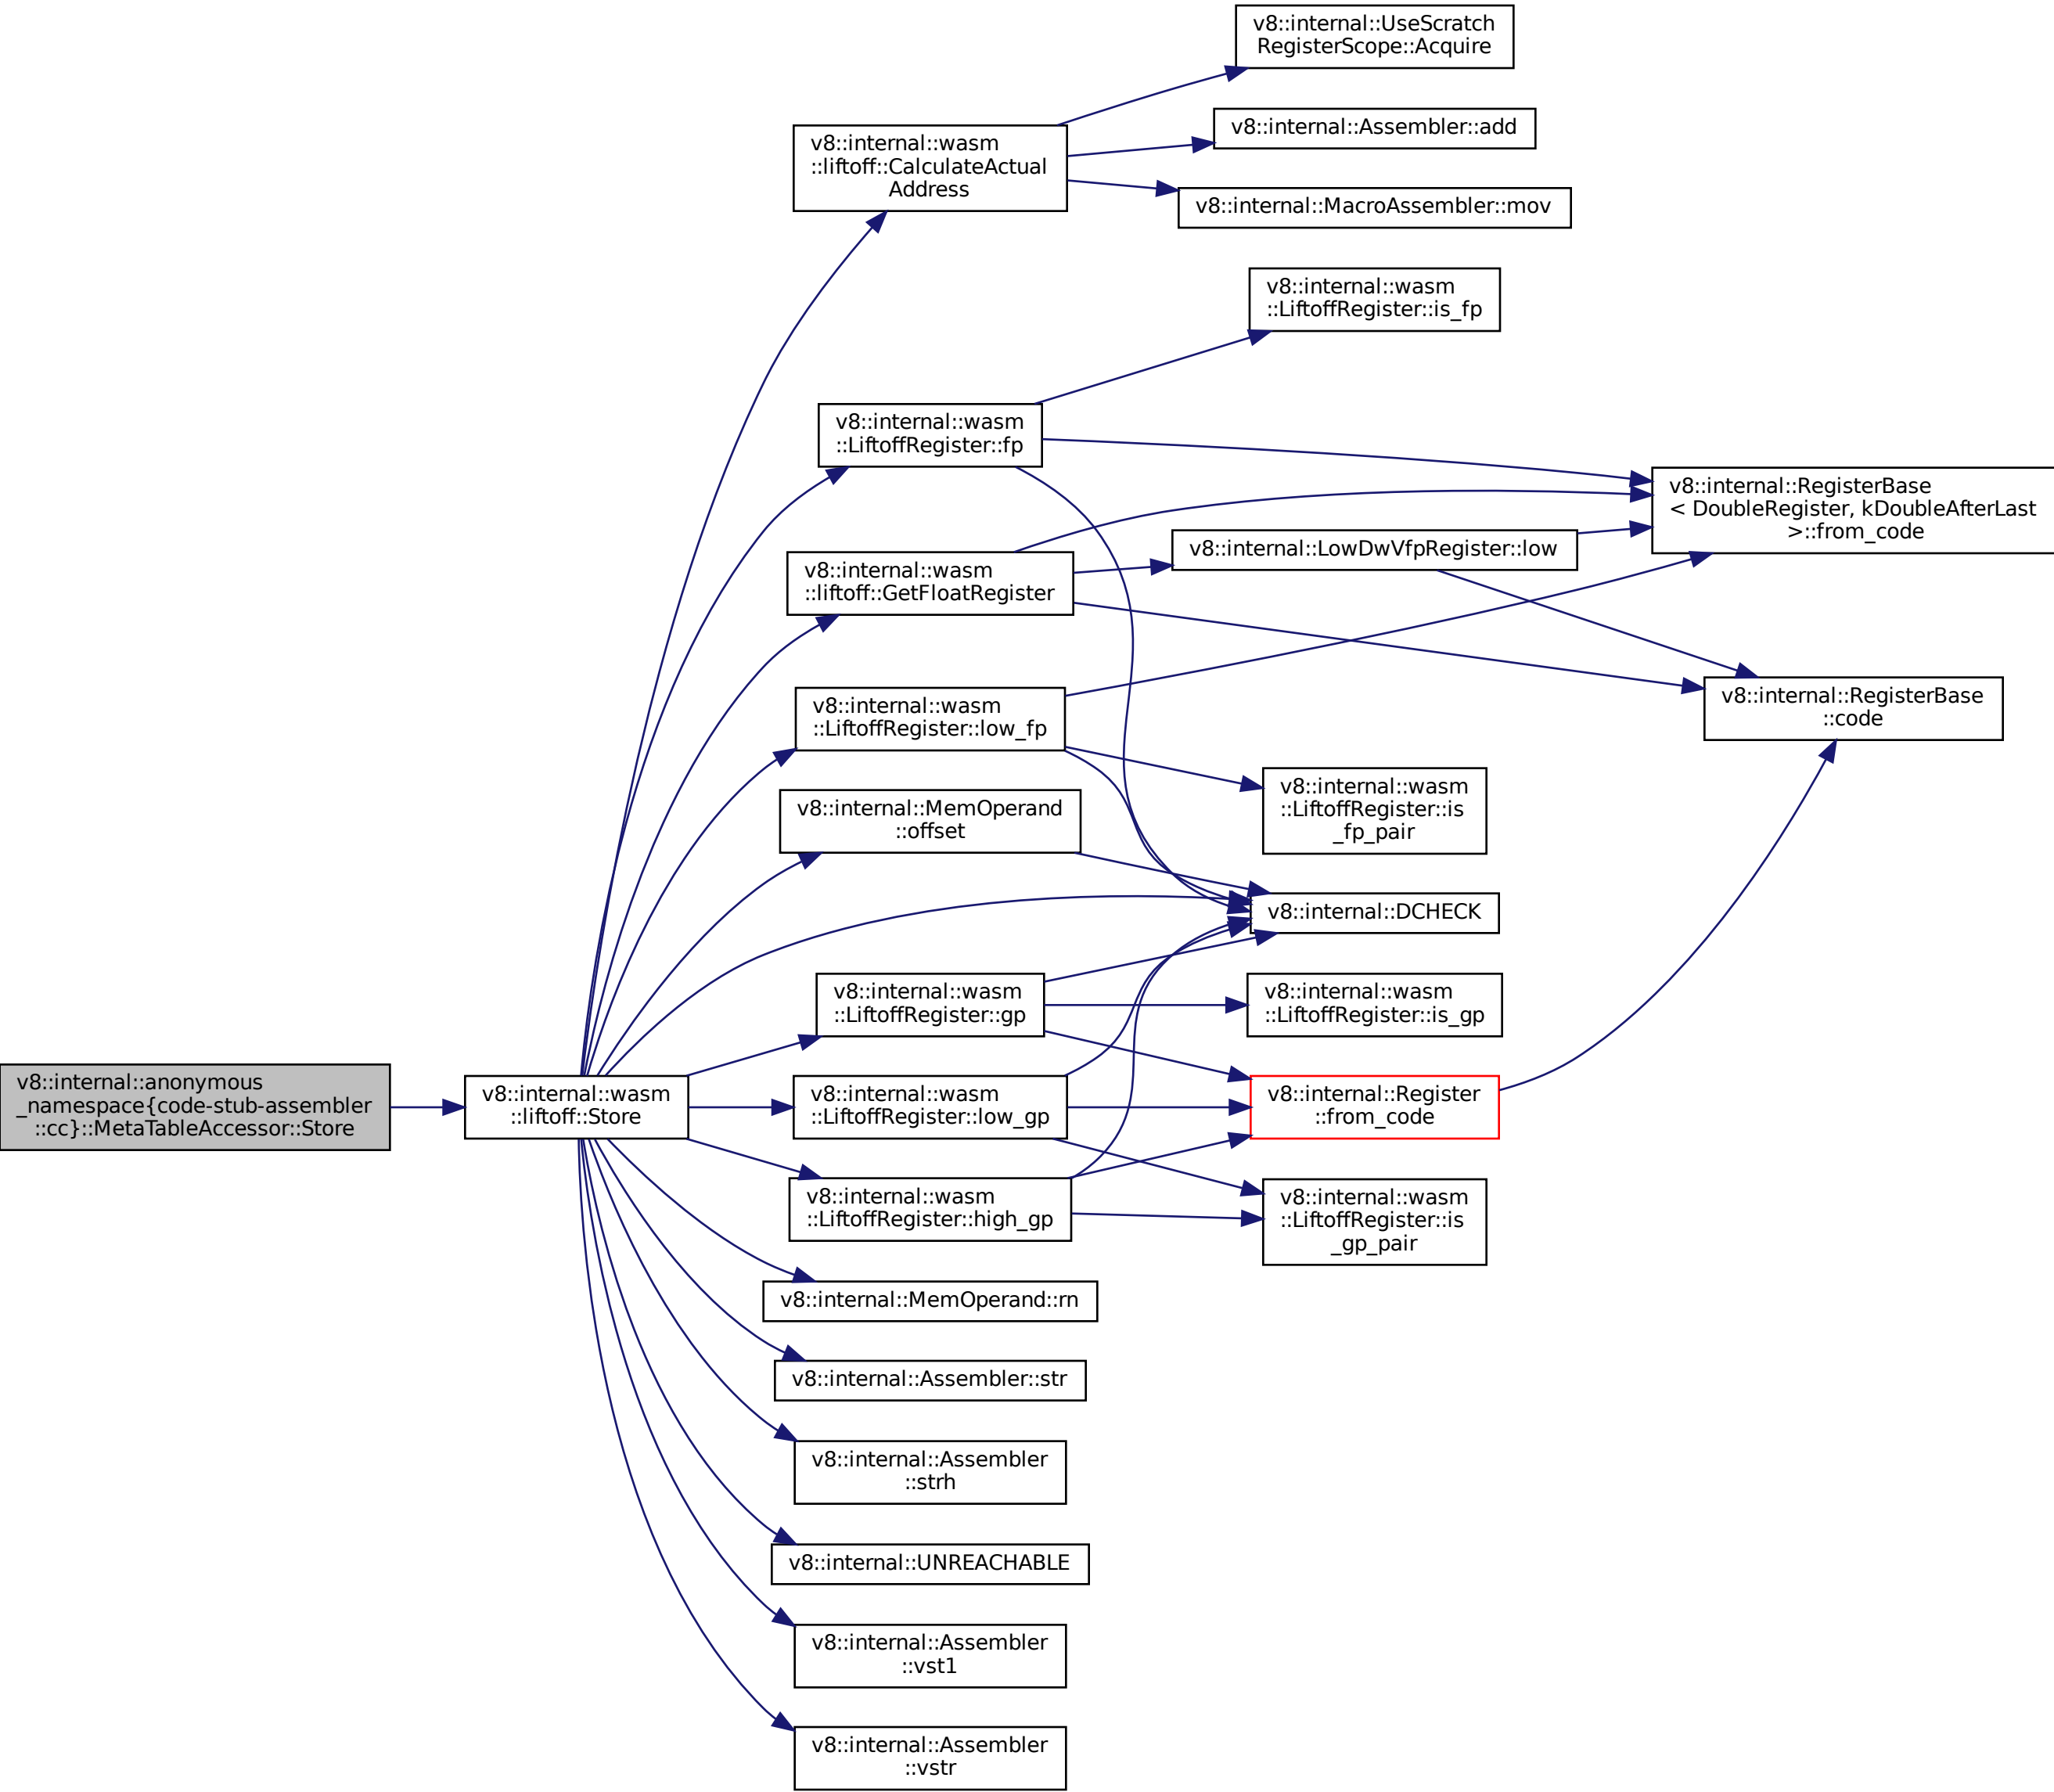 v8::internal::UseScratch
RegisterScope::Acquire
v8::internal::wasm
::liftoff::CalculateActual
Address
v8::internal::Assembler::add
v8::internal::MacroAssembler::mov
v8::internal::wasm
::LiftoffRegister::is_fp
v8::internal::wasm
::LiftoffRegister::fp
v8::internal::RegisterBase
< DoubleRegister, kDoubleAfterLast
>::from_code
v8::internal::LowDwVfpRegister::low
v8::internal::wasm
::liftoff::GetFloatRegister
v8::internal::RegisterBase
::code
v8::internal::wasm
::LiftoffRegister::low_fp
v8::internal::wasm
::LiftoffRegister::is
_fp_pair
v8::internal::MemOperand
::offset
v8::internal::DCHECK
v8::internal::wasm
::LiftoffRegister::gp
v8::internal::wasm
::LiftoffRegister::is_gp
v8::internal::anonymous
_namespace{code-stub-assembler
::cc}::MetaTableAccessor::Store
v8::internal::wasm
::liftoff::Store
v8::internal::wasm
::LiftoffRegister::low_gp
v8::internal::Register
::from_code
v8::internal::wasm
::LiftoffRegister::high_gp
v8::internal::wasm
::LiftoffRegister::is
_gp_pair
v8::internal::MemOperand::rn
v8::internal::Assembler::str
v8::internal::Assembler
::strh
v8::internal::UNREACHABLE
v8::internal::Assembler
::vst1
v8::internal::Assembler
::vstr